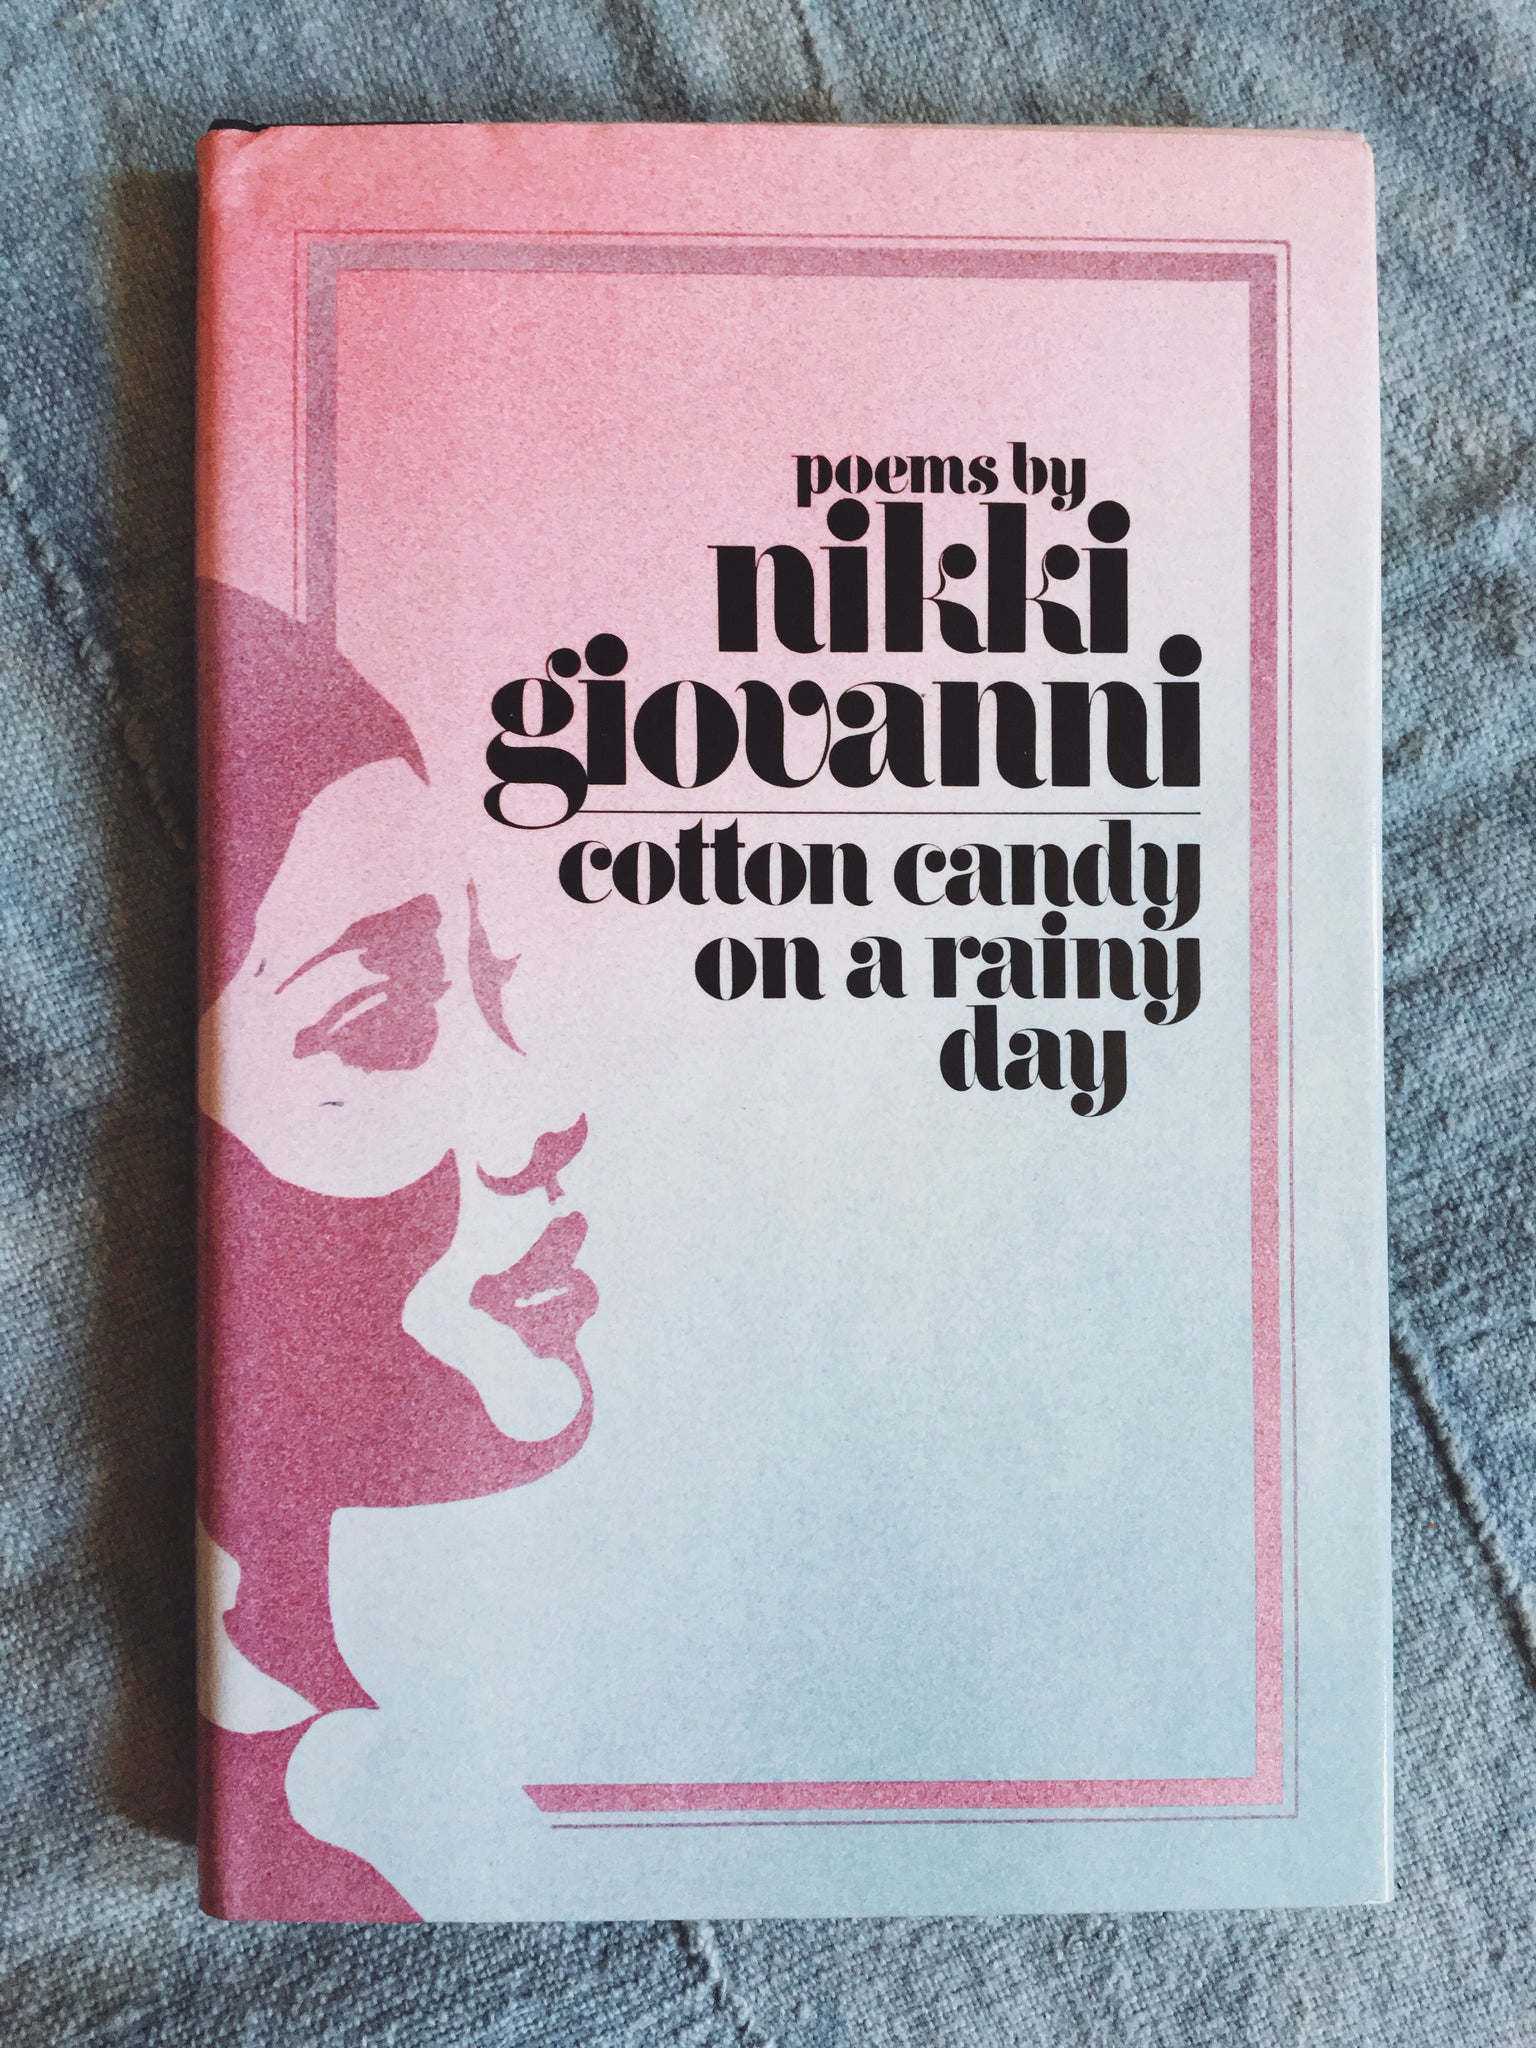 poems by
nikki
giovanni
cotton candy
on a rainy
day